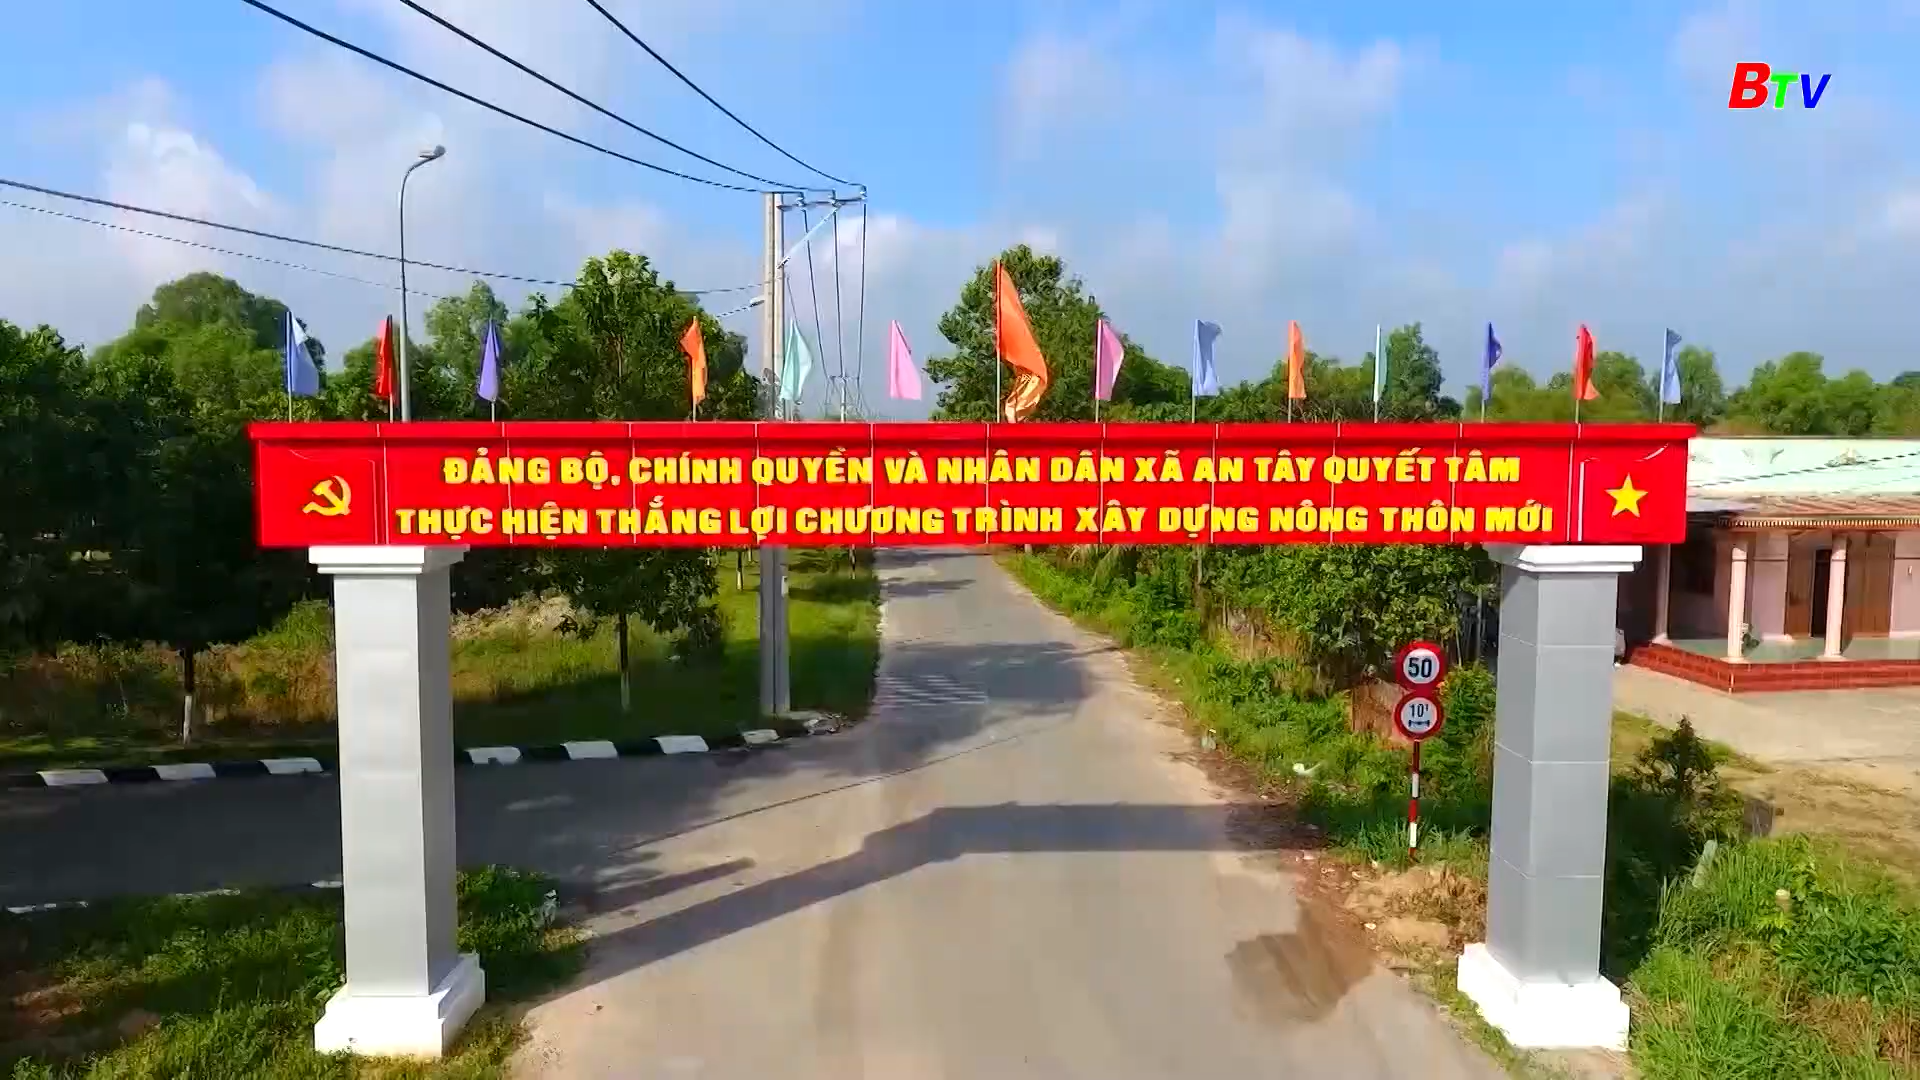 BTV
ĐẢNG BỘ, CHÍNH QUYỀN VÀ NHÂN DÂN XÃ AN TÂY QUYẾT TÂM
THỰC HIỆN THẮNG LỢI CHƯƠNG TRÌNH XÂY DỰNG NÔNG THÔN MỚI
50
10t